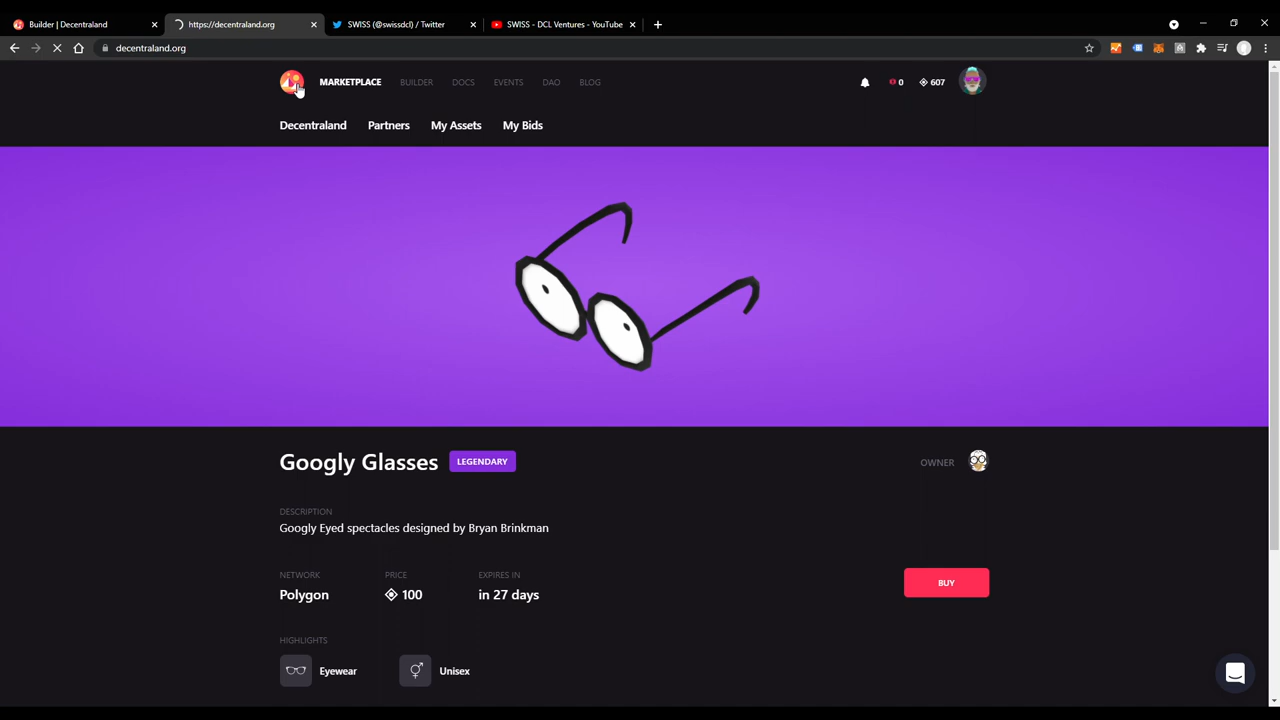 Builder | Decentraland
https://decentraland.org
SWISS (@swissdcl) / Twitter
SWISS - DCL Ventures - YouTube
decentraland.org
MARKETPLACE
BUILDER
DOCS
EVENTS
DAO
BLOG
0
607
Decentraland
Partners
My Assets
My Bids
Googly Glasses
LEGENDARY
OWNER
DESCRIPTION
Googly Eyed spectacles designed by Bryan Brinkman
NETWORK
PRICE
EXPIRES IN
Polygon
100
in 27 days
BUY
HIGHLIGHTS
Eyewear
Unisex